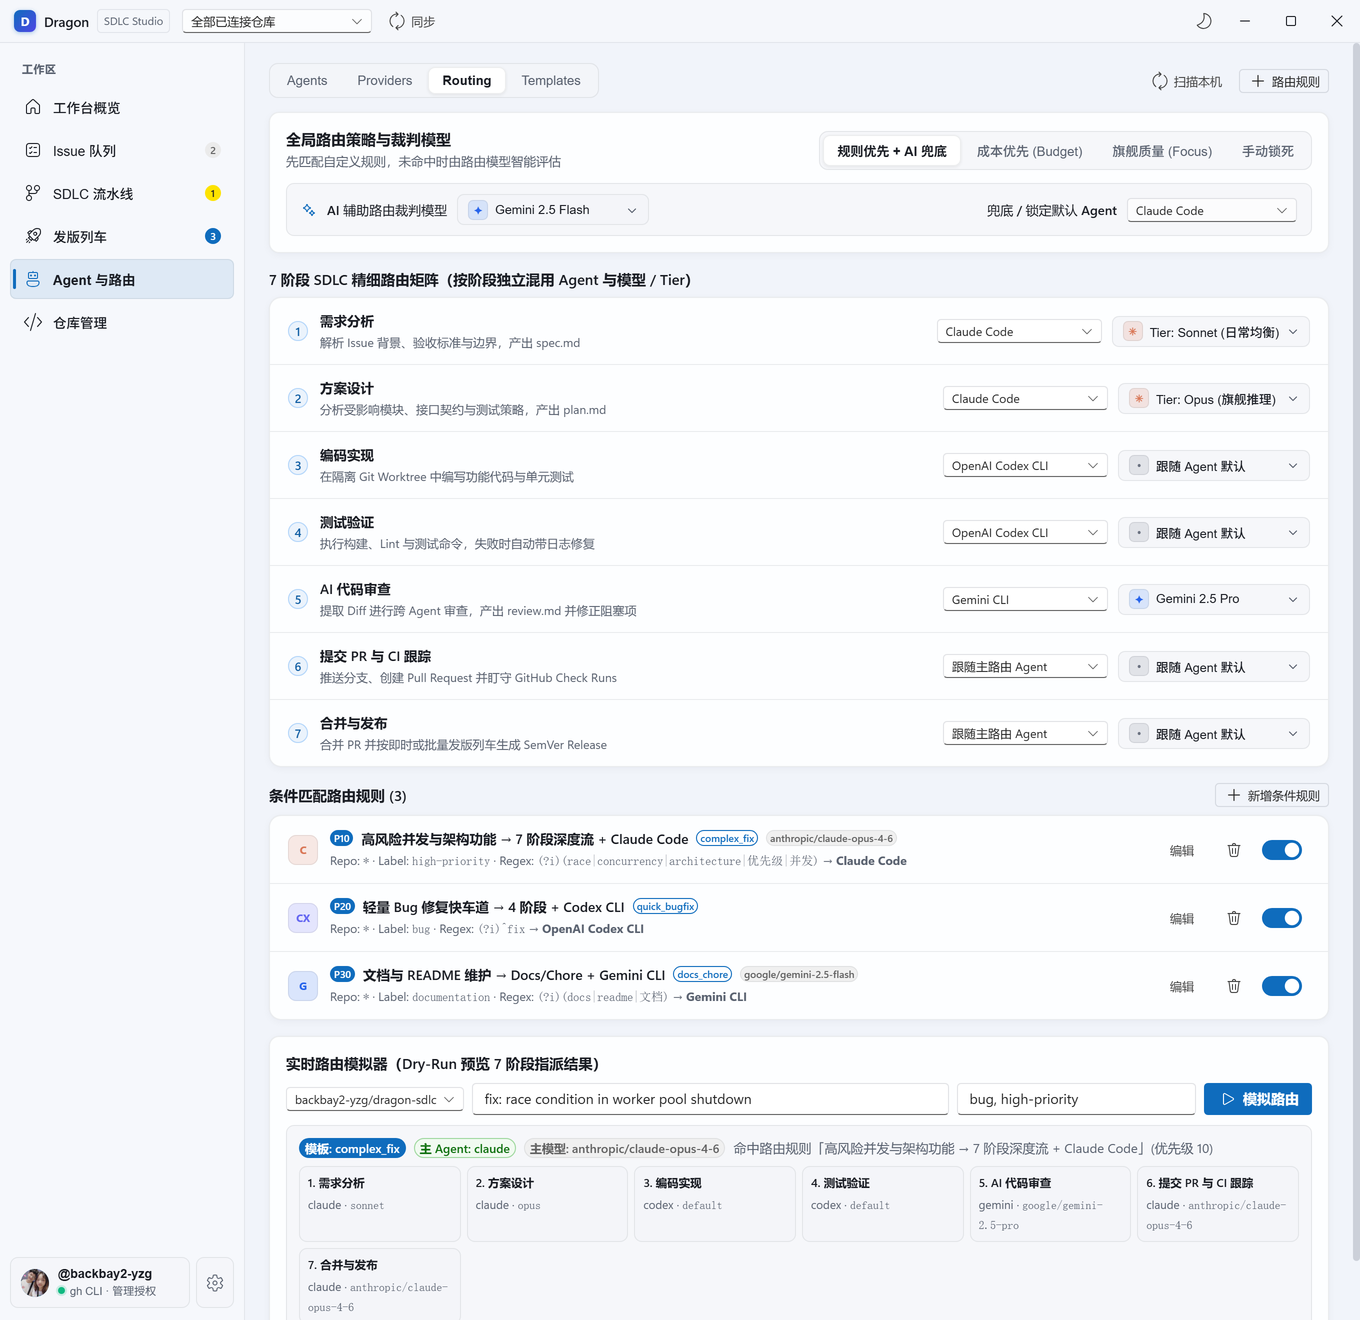 D Dragon SDLC Studio 全部已连接仓库 同步
工作区
工作台概览
Issue 队列 2
SDLC 流水线 1
发版列车 3
Agent 与路由
仓库管理
@backbay2-yzg
gh CLI · 管理授权
Agents Providers Routing Templates 扫描本机 路由规则
全局路由策略与裁判模型
先匹配自定义规则，未命中时由路由模型智能评估
规则优先 + AI 兜底 成本优先 (Budget) 旗舰质量 (Focus) 手动锁死
AI 辅助路由裁判模型 Gemini 2.5 Flash 兜底 / 锁定默认 Agent Claude Code
7 阶段 SDLC 精细路由矩阵（按阶段独立混用 Agent 与模型 / Tier）
1 需求分析
解析 Issue 背景、验收标准与边界，产出 spec.md
Claude Code Tier: Sonnet (日常均衡)
2 方案设计
分析受影响模块、接口契约与测试策略，产出 plan.md
Claude Code Tier: Opus (旗舰推理)
3 编码实现
在隔离 Git Worktree 中编写功能代码与单元测试
OpenAI Codex CLI 跟随 Agent 默认
4 测试验证
执行构建、Lint 与测试命令，失败时自动带日志修复
OpenAI Codex CLI 跟随 Agent 默认
5 AI 代码审查
提取 Diff 进行跨 Agent 审查，产出 review.md 并修正阻塞项
Gemini CLI Gemini 2.5 Pro
6 提交 PR 与 CI 跟踪
推送分支、创建 Pull Request 并盯守 GitHub Check Runs
跟随主路由 Agent 跟随 Agent 默认
7 合并与发布
合并 PR 并按即时或批量发版列车生成 SemVer Release
跟随主路由 Agent 跟随 Agent 默认
条件匹配路由规则 (3) 新增条件规则
C P10 高风险并发与架构功能 → 7 阶段深度流 + Claude Code complex_fix anthropic/claude-opus-4-6
Repo: * · Label: high-priority · Regex: (?i)(race|concurrency|architecture|优先级|并发) → Claude Code
编辑
CX P20 轻量 Bug 修复快车道 → 4 阶段 + Codex CLI quick_bugfix
Repo: * · Label: bug · Regex: (?i)^fix → OpenAI Codex CLI
编辑
G P30 文档与 README 维护 → Docs/Chore + Gemini CLI docs_chore google/gemini-2.5-flash
Repo: * · Label: documentation · Regex: (?i)(docs|readme|文档) → Gemini CLI
编辑
实时路由模拟器（Dry-Run 预览 7 阶段指派结果）
backbay2-yzg/dragon-sdlc fix: race condition in worker pool shutdown bug, high-priority 模拟路由
模板: complex_fix 主 Agent: claude 主模型: anthropic/claude-opus-4-6 命中路由规则「高风险并发与架构功能 → 7 阶段深度流 + Claude Code」(优先级 10)
1. 需求分析
claude · sonnet
2. 方案设计
claude · opus
3. 编码实现
codex · default
4. 测试验证
codex · default
5. AI 代码审查
gemini · google/gemini-
2.5-pro
6. 提交 PR 与 CI 跟踪
claude · anthropic/claude-
opus-4-6
7. 合并与发布
claude · anthropic/claude-
opus-4-6